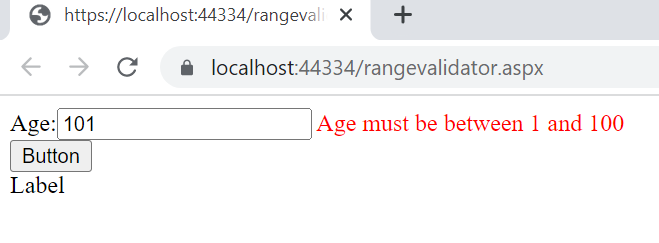 https://localhost:44334/rangevali
localhost:44334/rangevalidator.aspx
Age: 101 Age must be between 1 and 100
Button
Label